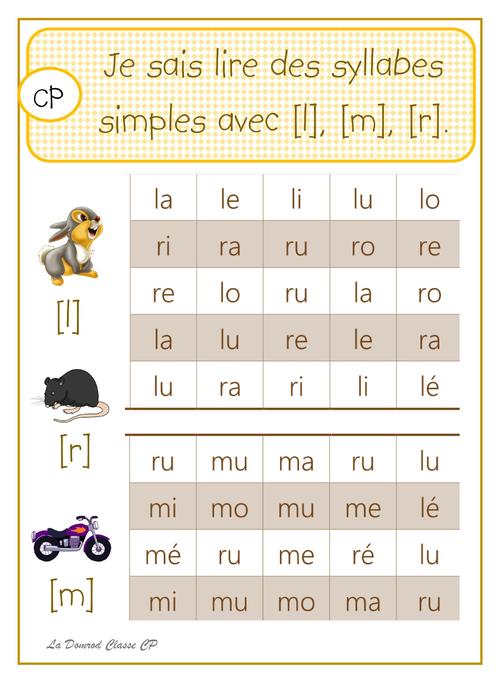 Je sais lire des syllabes
CP
simples avec [l], [m], [r].
la le li lu lo
ri ra ru ro re
re lo ru la ro
[l]
la lu re le ra
lu ra ri li lé
[r]
ru mu ma ru lu
mi mo mu me lé
mé ru me ré lu
[m]
mi mu mo ma ru
La Domrod Classe CP